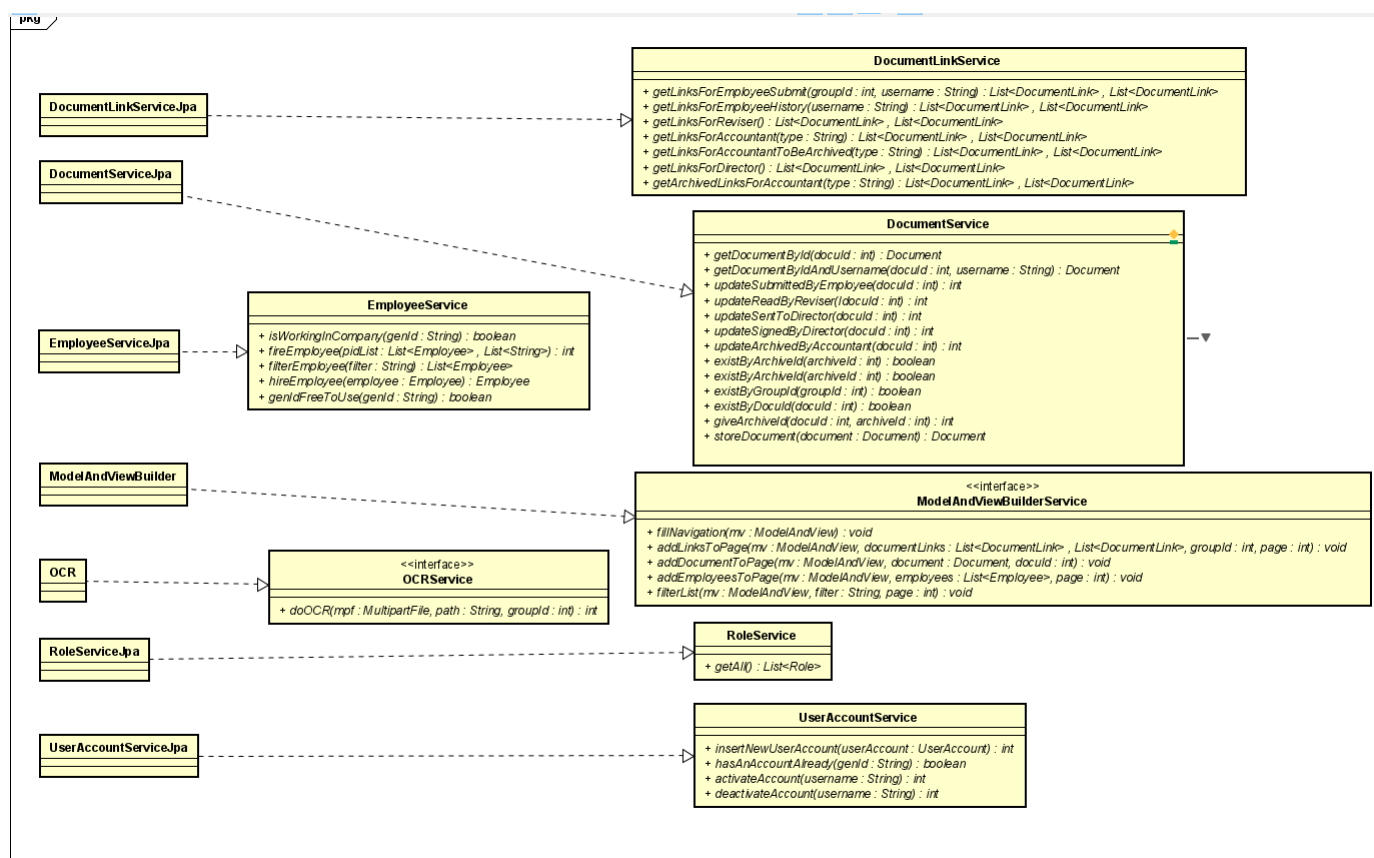 pkg
DocumentLinkServiceJpa
DocumentLinkService
+ getLinksForEmployeeSubmit(groupId : int, username : String) : List<DocumentLink> , List<DocumentLink>
+ getLinksForEmployeeHistory(username : String) : List<DocumentLink> , List<DocumentLink>
+ getLinksForReviser() : List<DocumentLink> , List<DocumentLink>
+ getLinksForAccountant(type : String) : List<DocumentLink> , List<DocumentLink>
+ getLinksForAccountantToBeArchived(type : String) : List<DocumentLink> , List<DocumentLink>
+ getLinksForDirector() : List<DocumentLink> , List<DocumentLink>
+ getArchivedLinksForAccountant(type : String) : List<DocumentLink> , List<DocumentLink>
DocumentServiceJpa
DocumentService
+ getDocumentById(docuId : int) : Document
+ getDocumentByIdAndUsername(docuId : int, username : String) : Document
+ updateSubmittedByEmployee(docuId : int) : int
+ updateReadByReviser(ldocuId : int) : int
+ updateSentToDirector(docuId : int) : int
+ updateSignedByDirector(docuId : int) : int
+ updateArchivedByAccountant(docuId : int) : int
+ existByArchiveId(archiveId : int) : boolean
+ existByArchiveId(archiveId : int) : boolean
+ existByGroupId(groupId : int) : boolean
+ existByDocuId(docuId : int) : boolean
+ giveArchiveId(docuId : int, archiveId : int) : int
+ storeDocument(document : Document) : Document
EmployeeServiceJpa
EmployeeService
+ isWorkingInCompany(genId : String) : boolean
+ fireEmployee(pidList : List<Employee> , List<String>) : int
+ filterEmployee(filter : String) : List<Employee>
+ hireEmployee(employee : Employee) : Employee
+ genIdFreeToUse(genId : String) : boolean
ModelAndViewBuilder
<<interface>>
ModelAndViewBuilderService
+ fillNavigation(mv : ModelAndView) : void
+ addLinksToPage(mv : ModelAndView, documentLinks : List<DocumentLink> , List<DocumentLink>, groupId : int, page : int) : void
+ addDocumentToPage(mv : ModelAndView, document : Document, docuId : int) : void
+ addEmployeesToPage(mv : ModelAndView, employees : List<Employee>, page : int) : void
+ filterList(mv : ModelAndView, filter : String, page : int) : void
OCR
<<interface>>
OCRService
+ doOCR(mpf : MultipartFile, path : String, groupId : int) : int
RoleServiceJpa
RoleService
+ getAll() : List<Role>
UserAccountServiceJpa
UserAccountService
+ insertNewUserAccount(userAccount : UserAccount) : int
+ hasAnAccountAlready(genId : String) : boolean
+ activateAccount(username : String) : int
+ deactivateAccount(username : String) : int